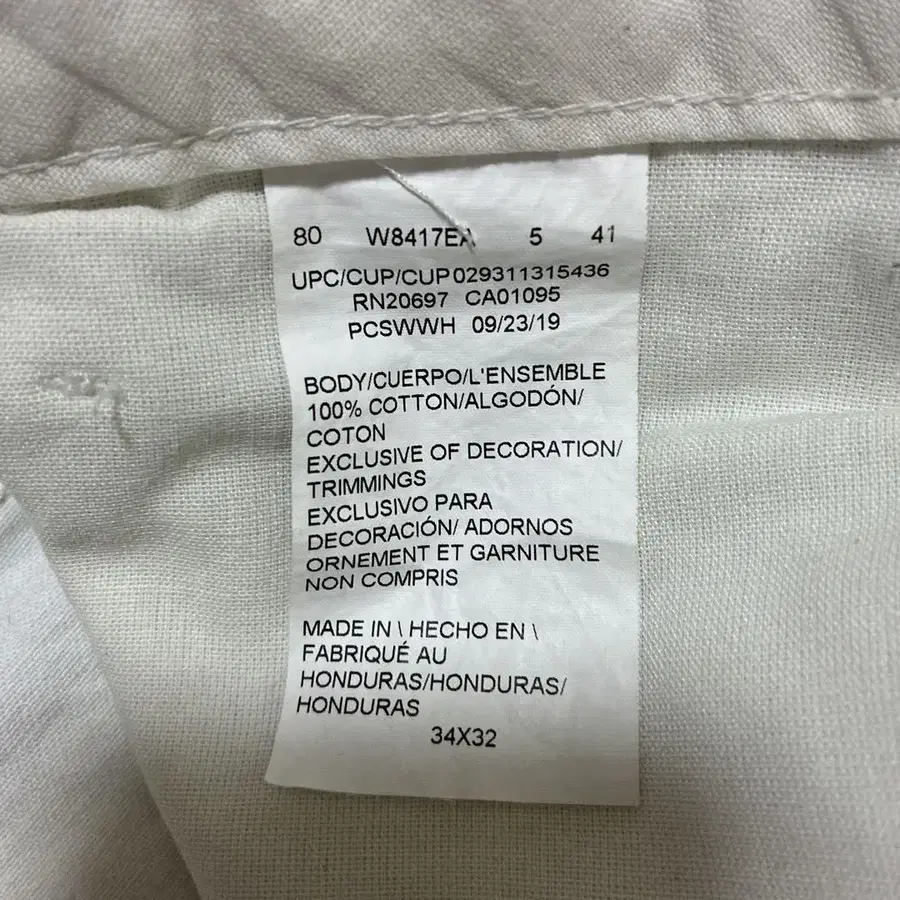 80 W8417EA 5 41
UPC/CUP/CUP 029311315436
RN20697 CA01095
PCSWWH 09/23/19
BODY/CUERPO/L'ENSEMBLE
100% COTTON/ALGODÓN/
COTON
EXCLUSIVE OF DECORATION/
TRIMMINGS
EXCLUSIVO PARA
DECORACIÓN/ ADORNOS
ORNEMENT ET GARNITURE
NON COMPRIS
MADE IN \ HECHO EN \
FABRIQUÉ AU
HONDURAS/HONDURAS/
HONDURAS
34X32